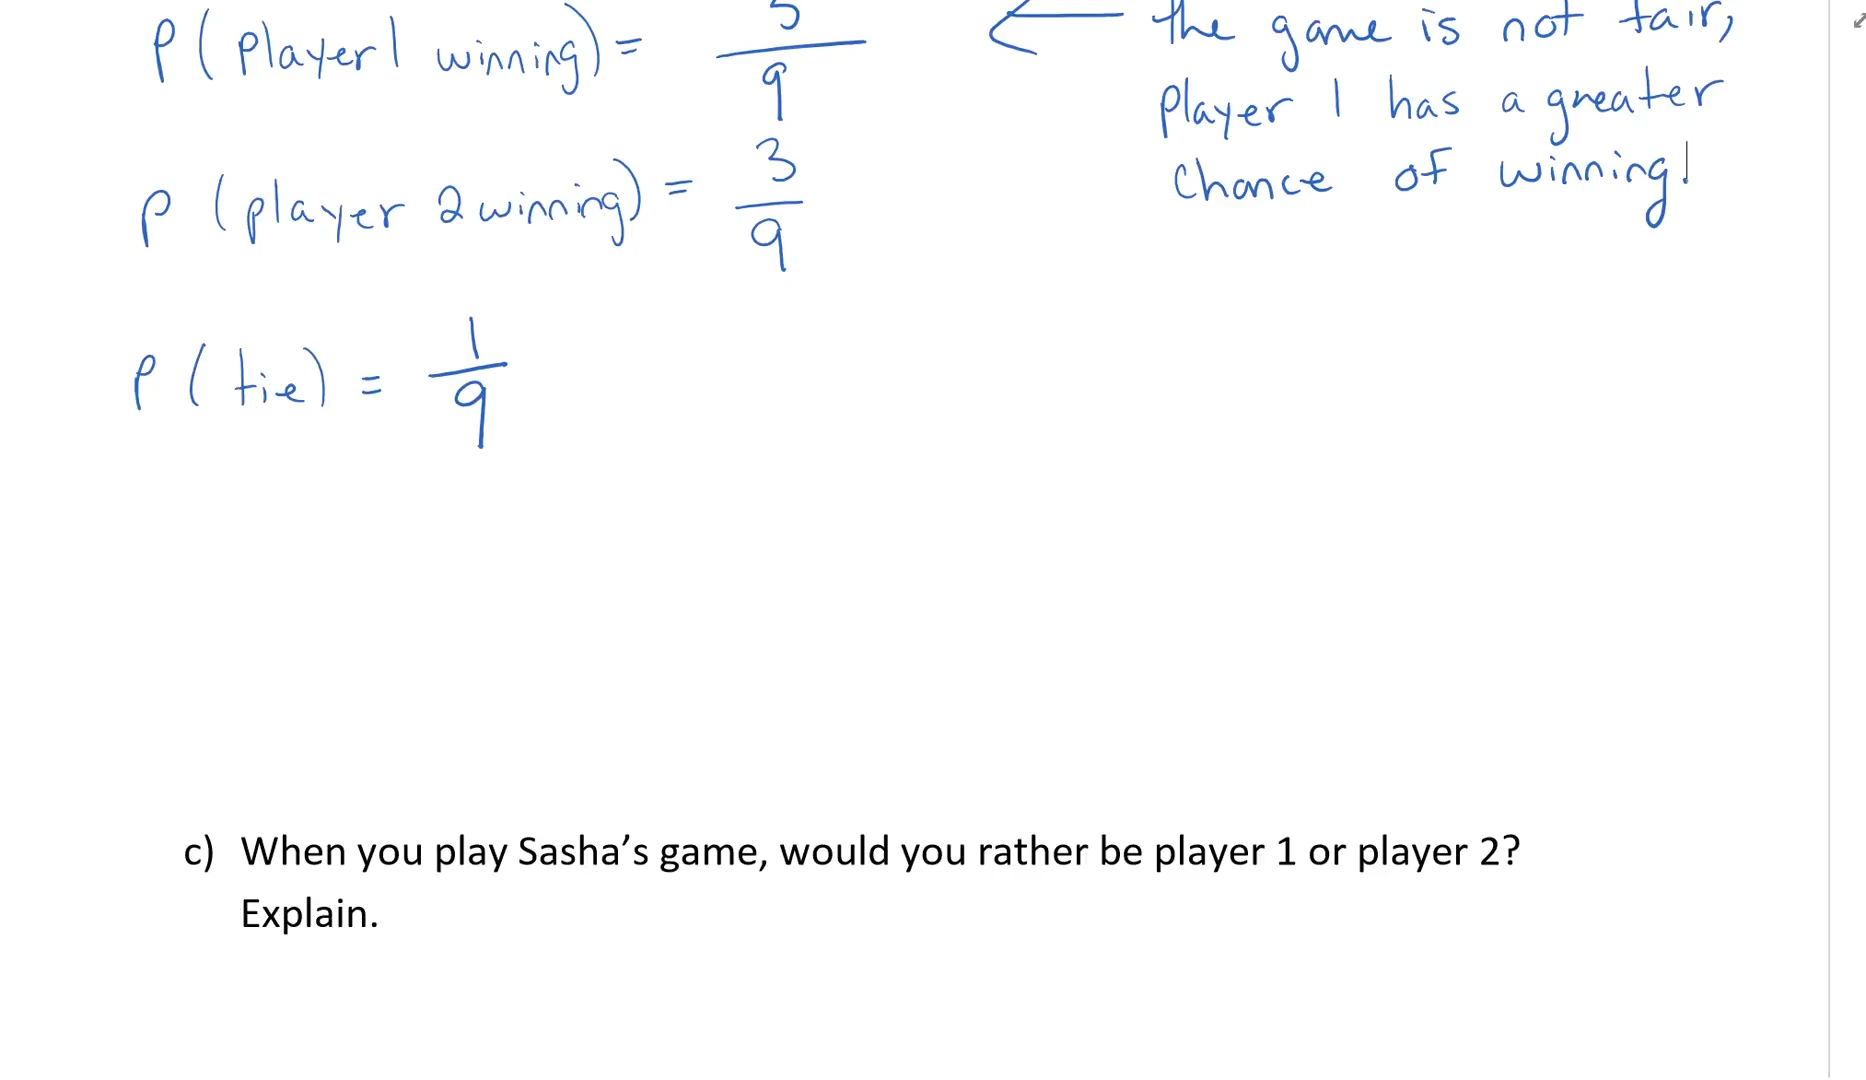 P(Player 1 winning) = 5/9
← the game is not fair,
player 1 has a greater
chance of winning!
P(player 2 winning) = 3/9
P(tie) = 1/9
c) When you play Sasha’s game, would you rather be player 1 or player 2?
Explain.